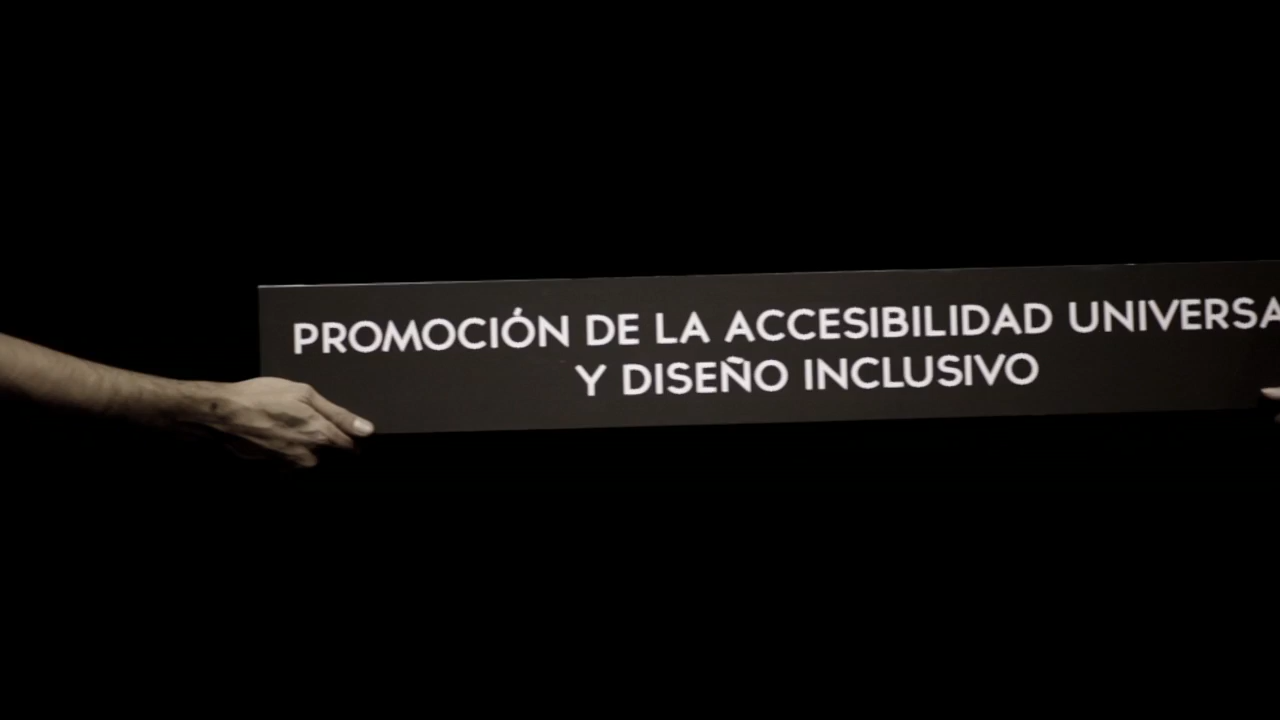 PROMOCIÓN DE LA ACCESIBILIDAD UNIVERSA
Y DISEÑO INCLUSIVO